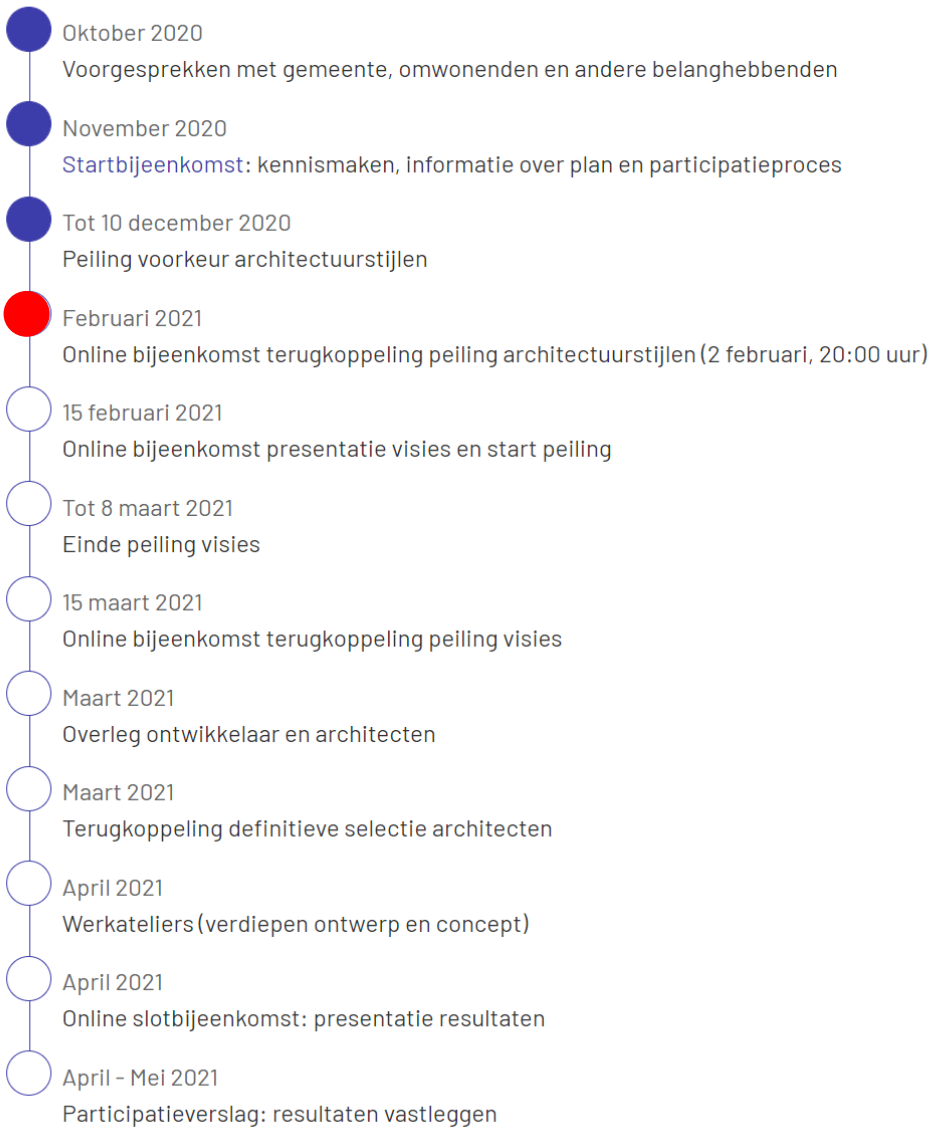 Oktober 2020
Voorgesprekken met gemeente, omwonenden en andere belanghebbenden
November 2020
Startbijeenkomst: kennismaken, informatie over plan en participatieproces
Tot 10 december 2020
Peiling voorkeur architectuurstijlen
Februari 2021
Online bijeenkomst terugkoppeling peiling architectuurstijlen (2 februari, 20:00 uur)
15 februari 2021
Online bijeenkomst presentatie visies en start peiling
Tot 8 maart 2021
Einde peiling visies
15 maart 2021
Online bijeenkomst terugkoppeling peiling visies
Maart 2021
Overleg ontwikkelaar en architecten
Maart 2021
Terugkoppeling definitieve selectie architecten
April 2021
Werkateliers (verdiepen ontwerp en concept)
April 2021
Online slotbijeenkomst: presentatie resultaten
April - Mei 2021
Participatieverslag: resultaten vastleggen